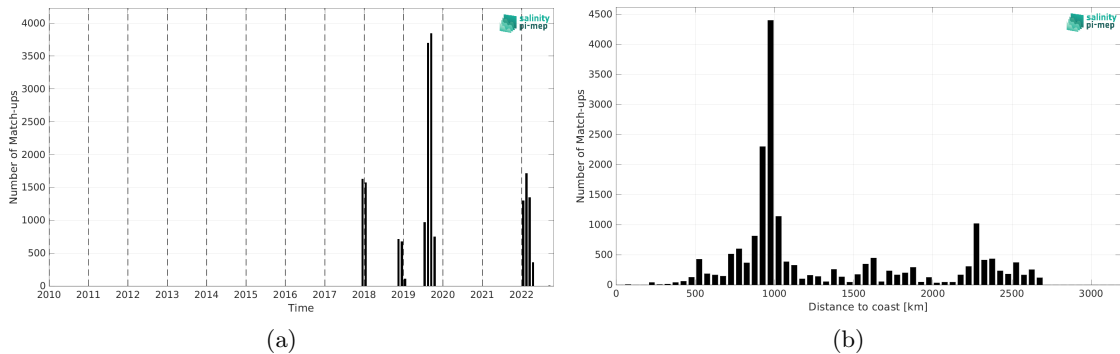 4000
3500
3000
2500
2000
1500
1000
500
0
Number of Match-ups
2010 2011 2012 2013 2014 2015 2016 2017 2018 2019 2020 2021 2022
Time
salinity
pi-mep
(a)
4500
4000
3500
3000
2500
2000
1500
1000
500
0
Number of Match-ups
0 500 1000 1500 2000 2500 3000
Distance to coast [km]
salinity
pi-mep
(b)